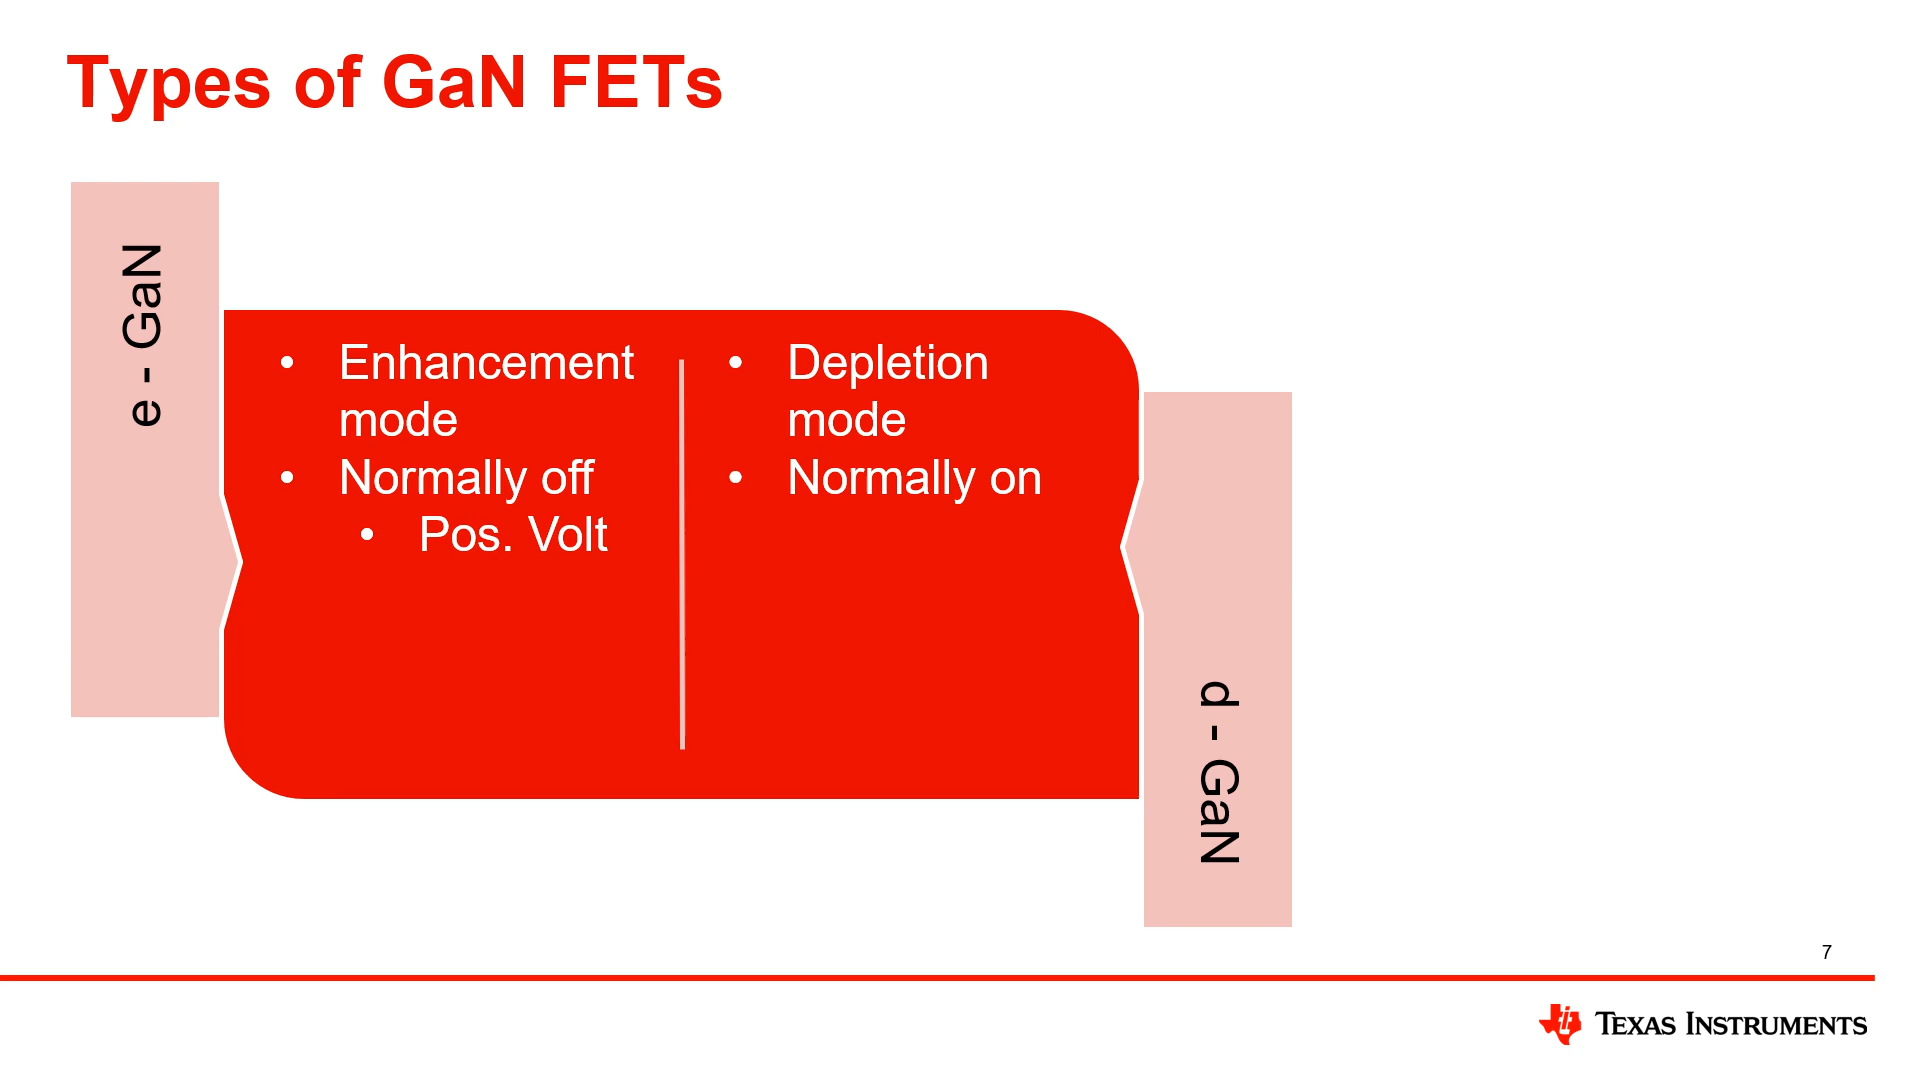 Types of GaN FETs
e - GaN
• Enhancement
mode
• Normally off
• Pos. Volt
• Depletion
mode
• Normally on
d - GaN
7
TEXAS INSTRUMENTS